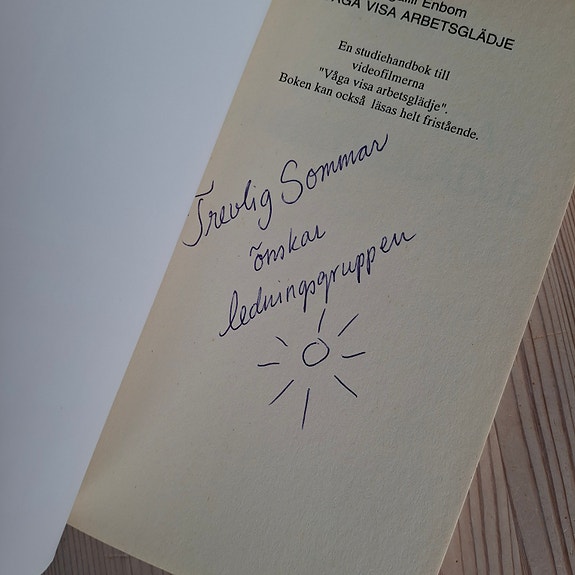 Enbom
VÅGA VISA ARBETSGLÄDJE
En studiehandbok till
videofilmerna
"Våga visa arbetsglädje".
Boken kan också läsas helt fristående.
Trevlig Sommar
önskar
ledningsgruppen